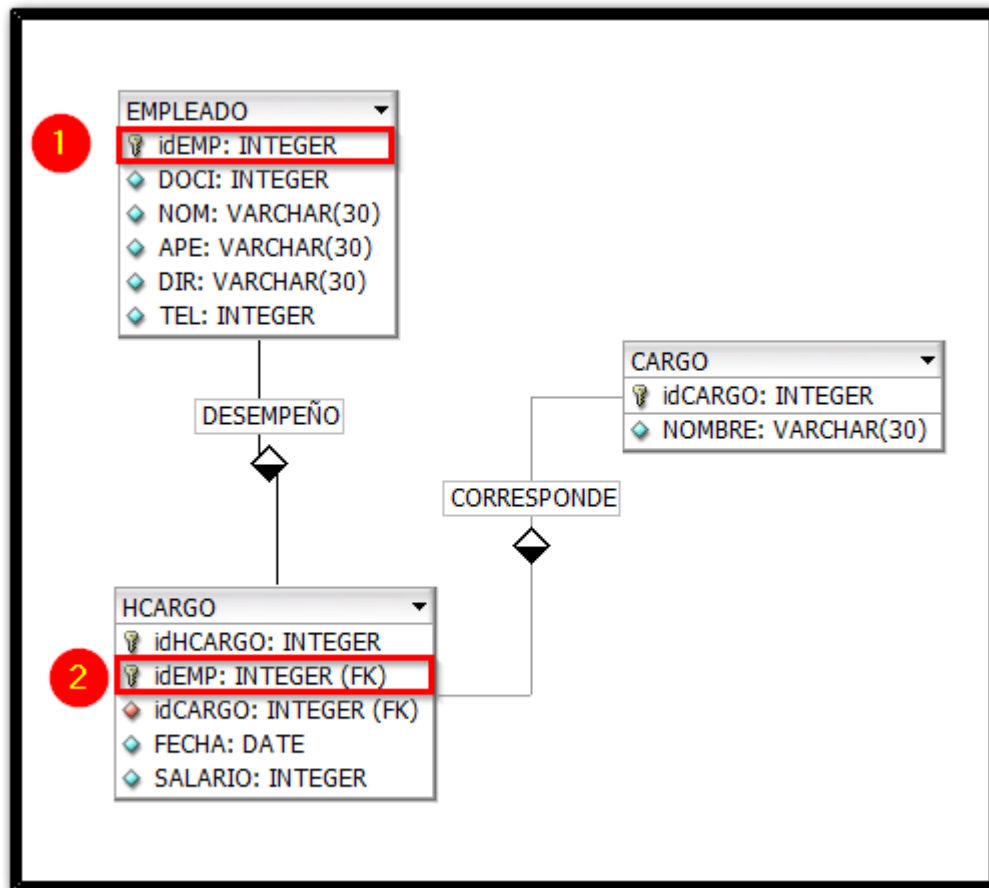 EMPLEADO
1
idEMP: INTEGER
DOCI: INTEGER
NOM: VARCHAR(30)
APE: VARCHAR(30)
DIR: VARCHAR(30)
TEL: INTEGER
DESEMPEÑO
CARGO
idCARGO: INTEGER
NOMBRE: VARCHAR(30)
CORRESPONDE
HCARGO
idHCARGO: INTEGER
2
idEMP: INTEGER (FK)
idCARGO: INTEGER (FK)
FECHA: DATE
SALARIO: INTEGER